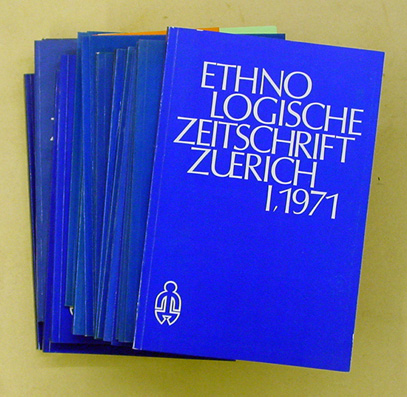 ETHNO
LOGISCHE
ZEITSCHRIFT
ZUERICH
I, 1971